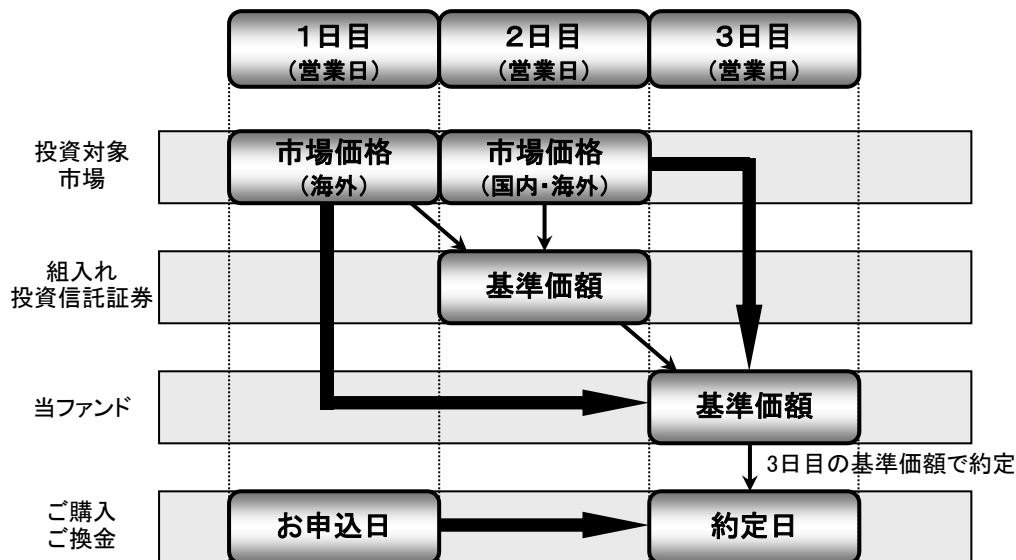 1日目
（営業日）
2日目
（営業日）
3日目
（営業日）
投資対象
市場
市場価格
（海外）
市場価格
（国内・海外）
組入れ
投資信託証券
基準価額
当ファンド
基準価額
3日目の基準価額で約定
ご購入
ご換金
お申込日
約定日